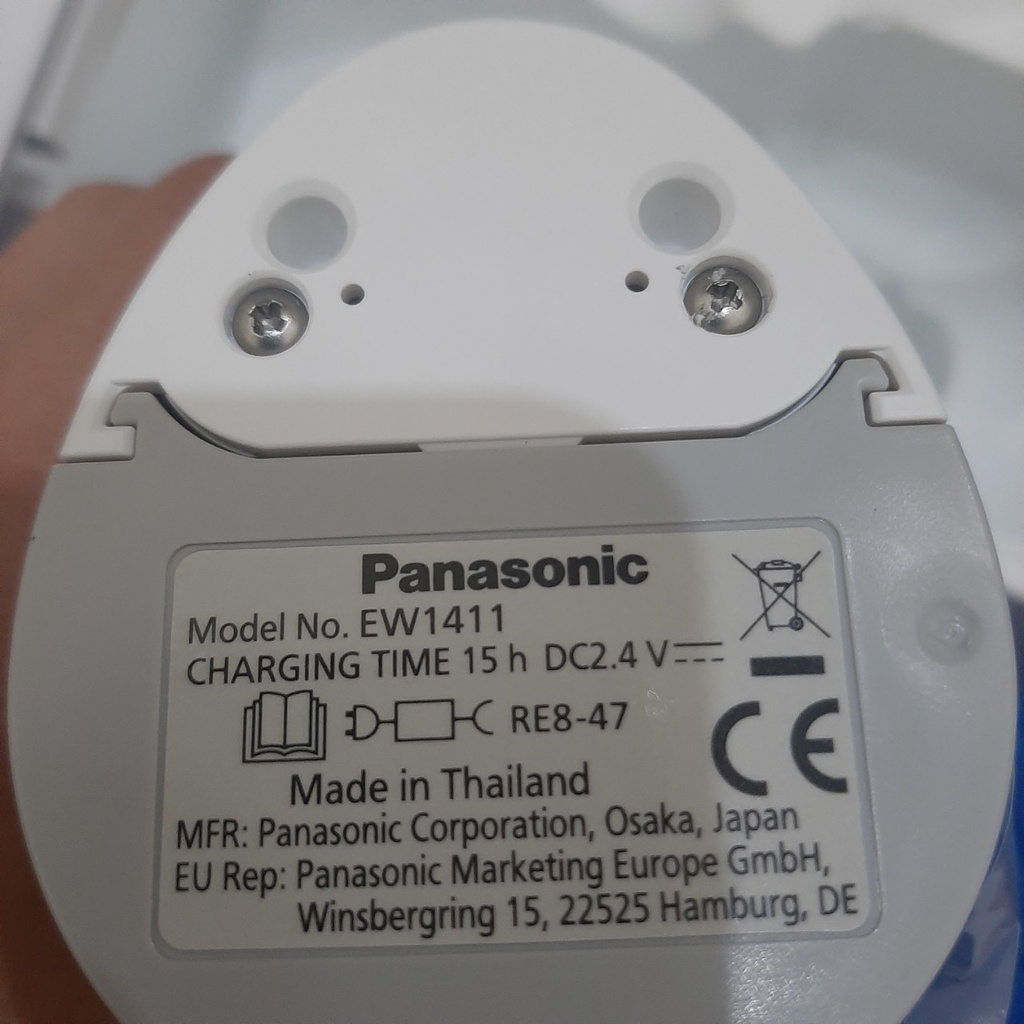 Panasonic
Model No. EW1411
CHARGING TIME 15 h DC2.4 V
RE8-47
CE
Made in Thailand
MFR: Panasonic Corporation, Osaka, Japan
EU Rep: Panasonic Marketing Europe GmbH,
Winsbergring 15, 22525 Hamburg, DE